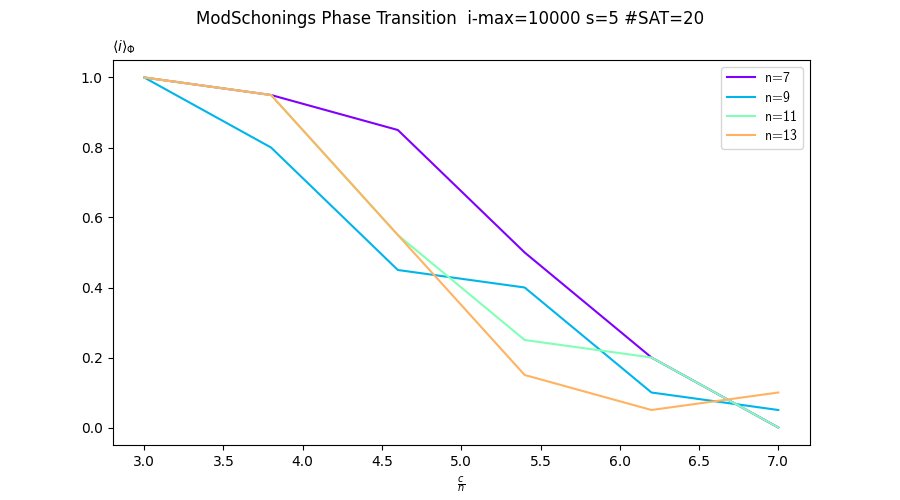 ModSchonings Phase Transition  i-max=10000 s=5 #SAT=20
⟨i⟩Φ
1.0
0.8
0.6
0.4
0.2
0.0
n=7
n=9
n=11
n=13
3.0 3.5 4.0 4.5 5.0 5.5 6.0 6.5 7.0
c/n